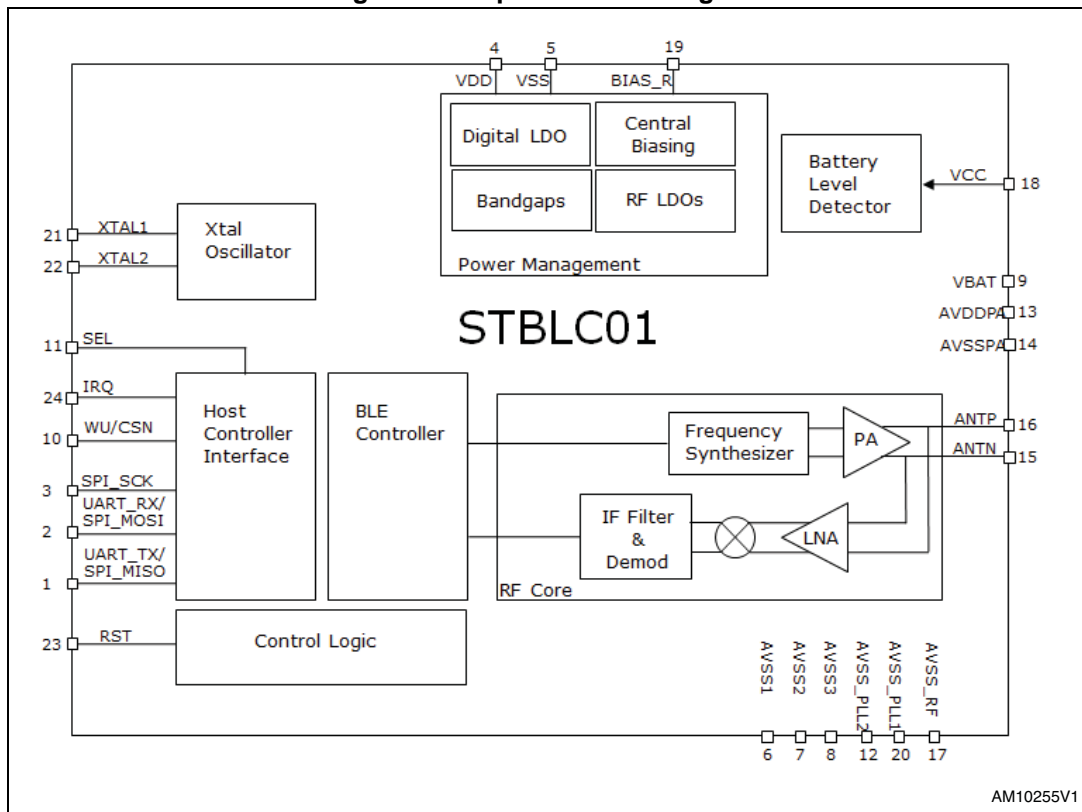 4 5 19
VDD VSS BIAS_R
Digital LDO
Central
Biasing
Bandgaps
RF LDOs
Power Management
Battery
Level
Detector
VCC
18
21 XTAL1
22 XTAL2
Xtal
Oscillator
VBAT 9
AVDDPA 13
AVSSPA 14
STBLC01
11 SEL
24 IRQ
10 WU/CSN
3 SPI_SCK
2 UART_RX/
SPI_MOSI
UART_TX/
1 SPI_MISO
Host
Controller
Interface
BLE
Controller
Frequency
Synthesizer
PA
ANTP 16
ANTN 15
IF Filter
&
Demod
LNA
RF Core
23 RST
Control Logic
AVSS1
AVSS2
AVSS3
AVSS_PLL2
AVSS_PLL1
AVSS_RF
6 7 8 12 20 17
AM10255V1